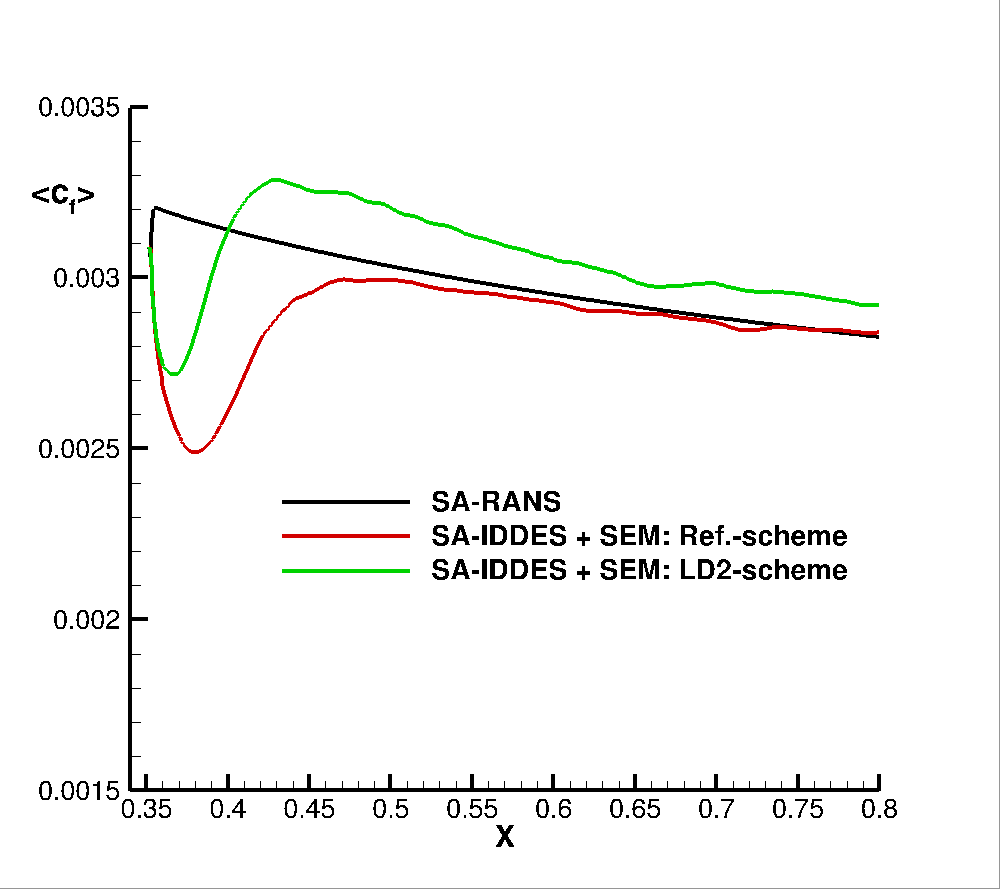 0.0035
<cf>
0.003
0.0025
SA-RANS
SA-IDDES + SEM: Ref.-scheme
SA-IDDES + SEM: LD2-scheme
0.002
0.0015
0.35 0.4 0.45 0.5 0.55 0.6 0.65 0.7 0.75 0.8
X